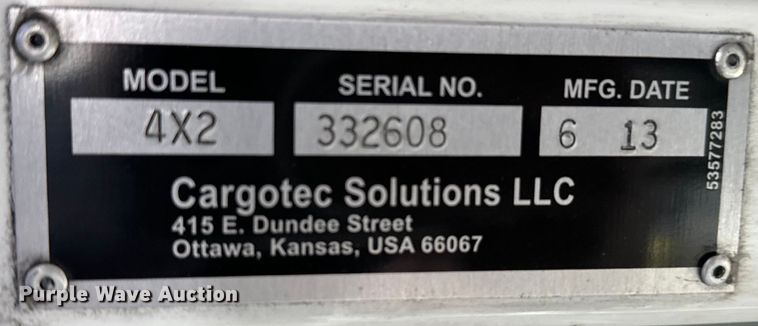 MODEL SERIAL NO. MFG. DATE
4X2 332608 6 13
53577283
Cargotec Solutions LLC
415 E. Dundee Street
Ottawa, Kansas, USA 66067
Purple Wave Auction